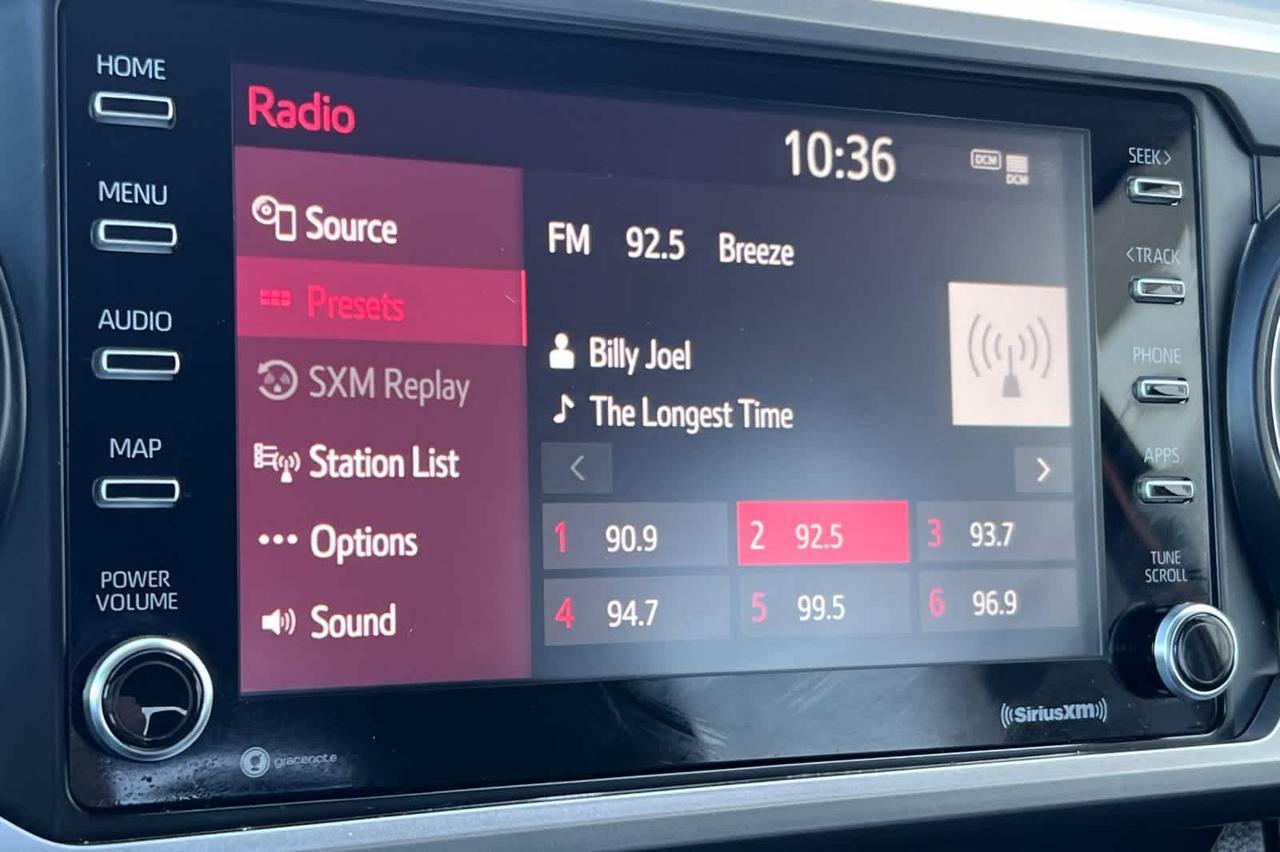 HOME
MENU
AUDIO
MAP
POWER
VOLUME
Radio
10:36
DCM
DCM
Source
Presets
SXM Replay
Station List
Options
Sound
FM 92.5 Breeze
Billy Joel
The Longest Time
<
>
1 90.9 2 92.5 3 93.7
4 94.7 5 99.5 6 96.9
SEEK>
<TRACK
PHONE
APPS
TUNE
SCROLL
gracenote
SiriusXM